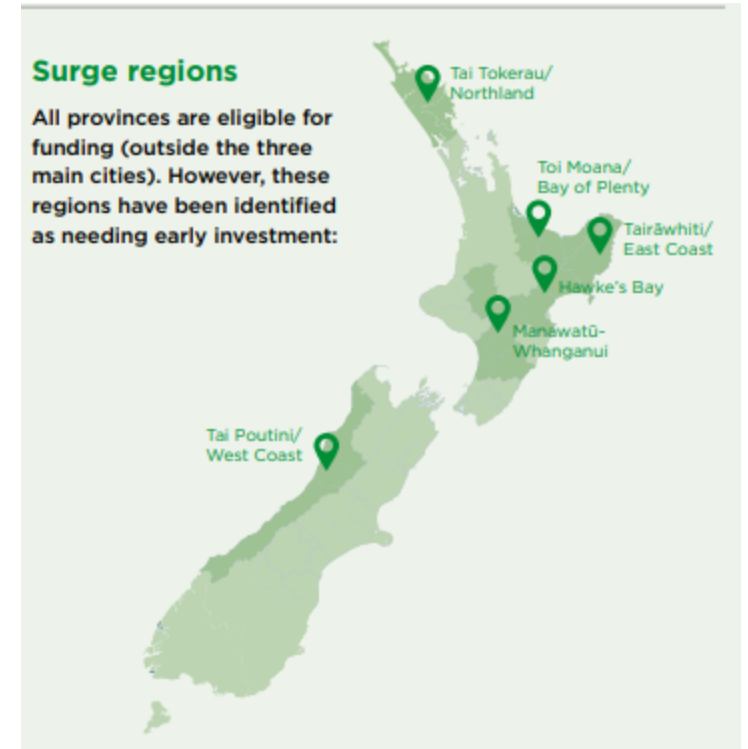 Surge regions
All provinces are eligible for
funding (outside the three
main cities). However, these
regions have been identified
as needing early investment:
Tai Tokerau/
Northland
Toi Moana/
Bay of Plenty
Tairāwhiti/
East Coast
Hawke's Bay
Manawatū-
Whanganui
Tai Poutini/
West Coast